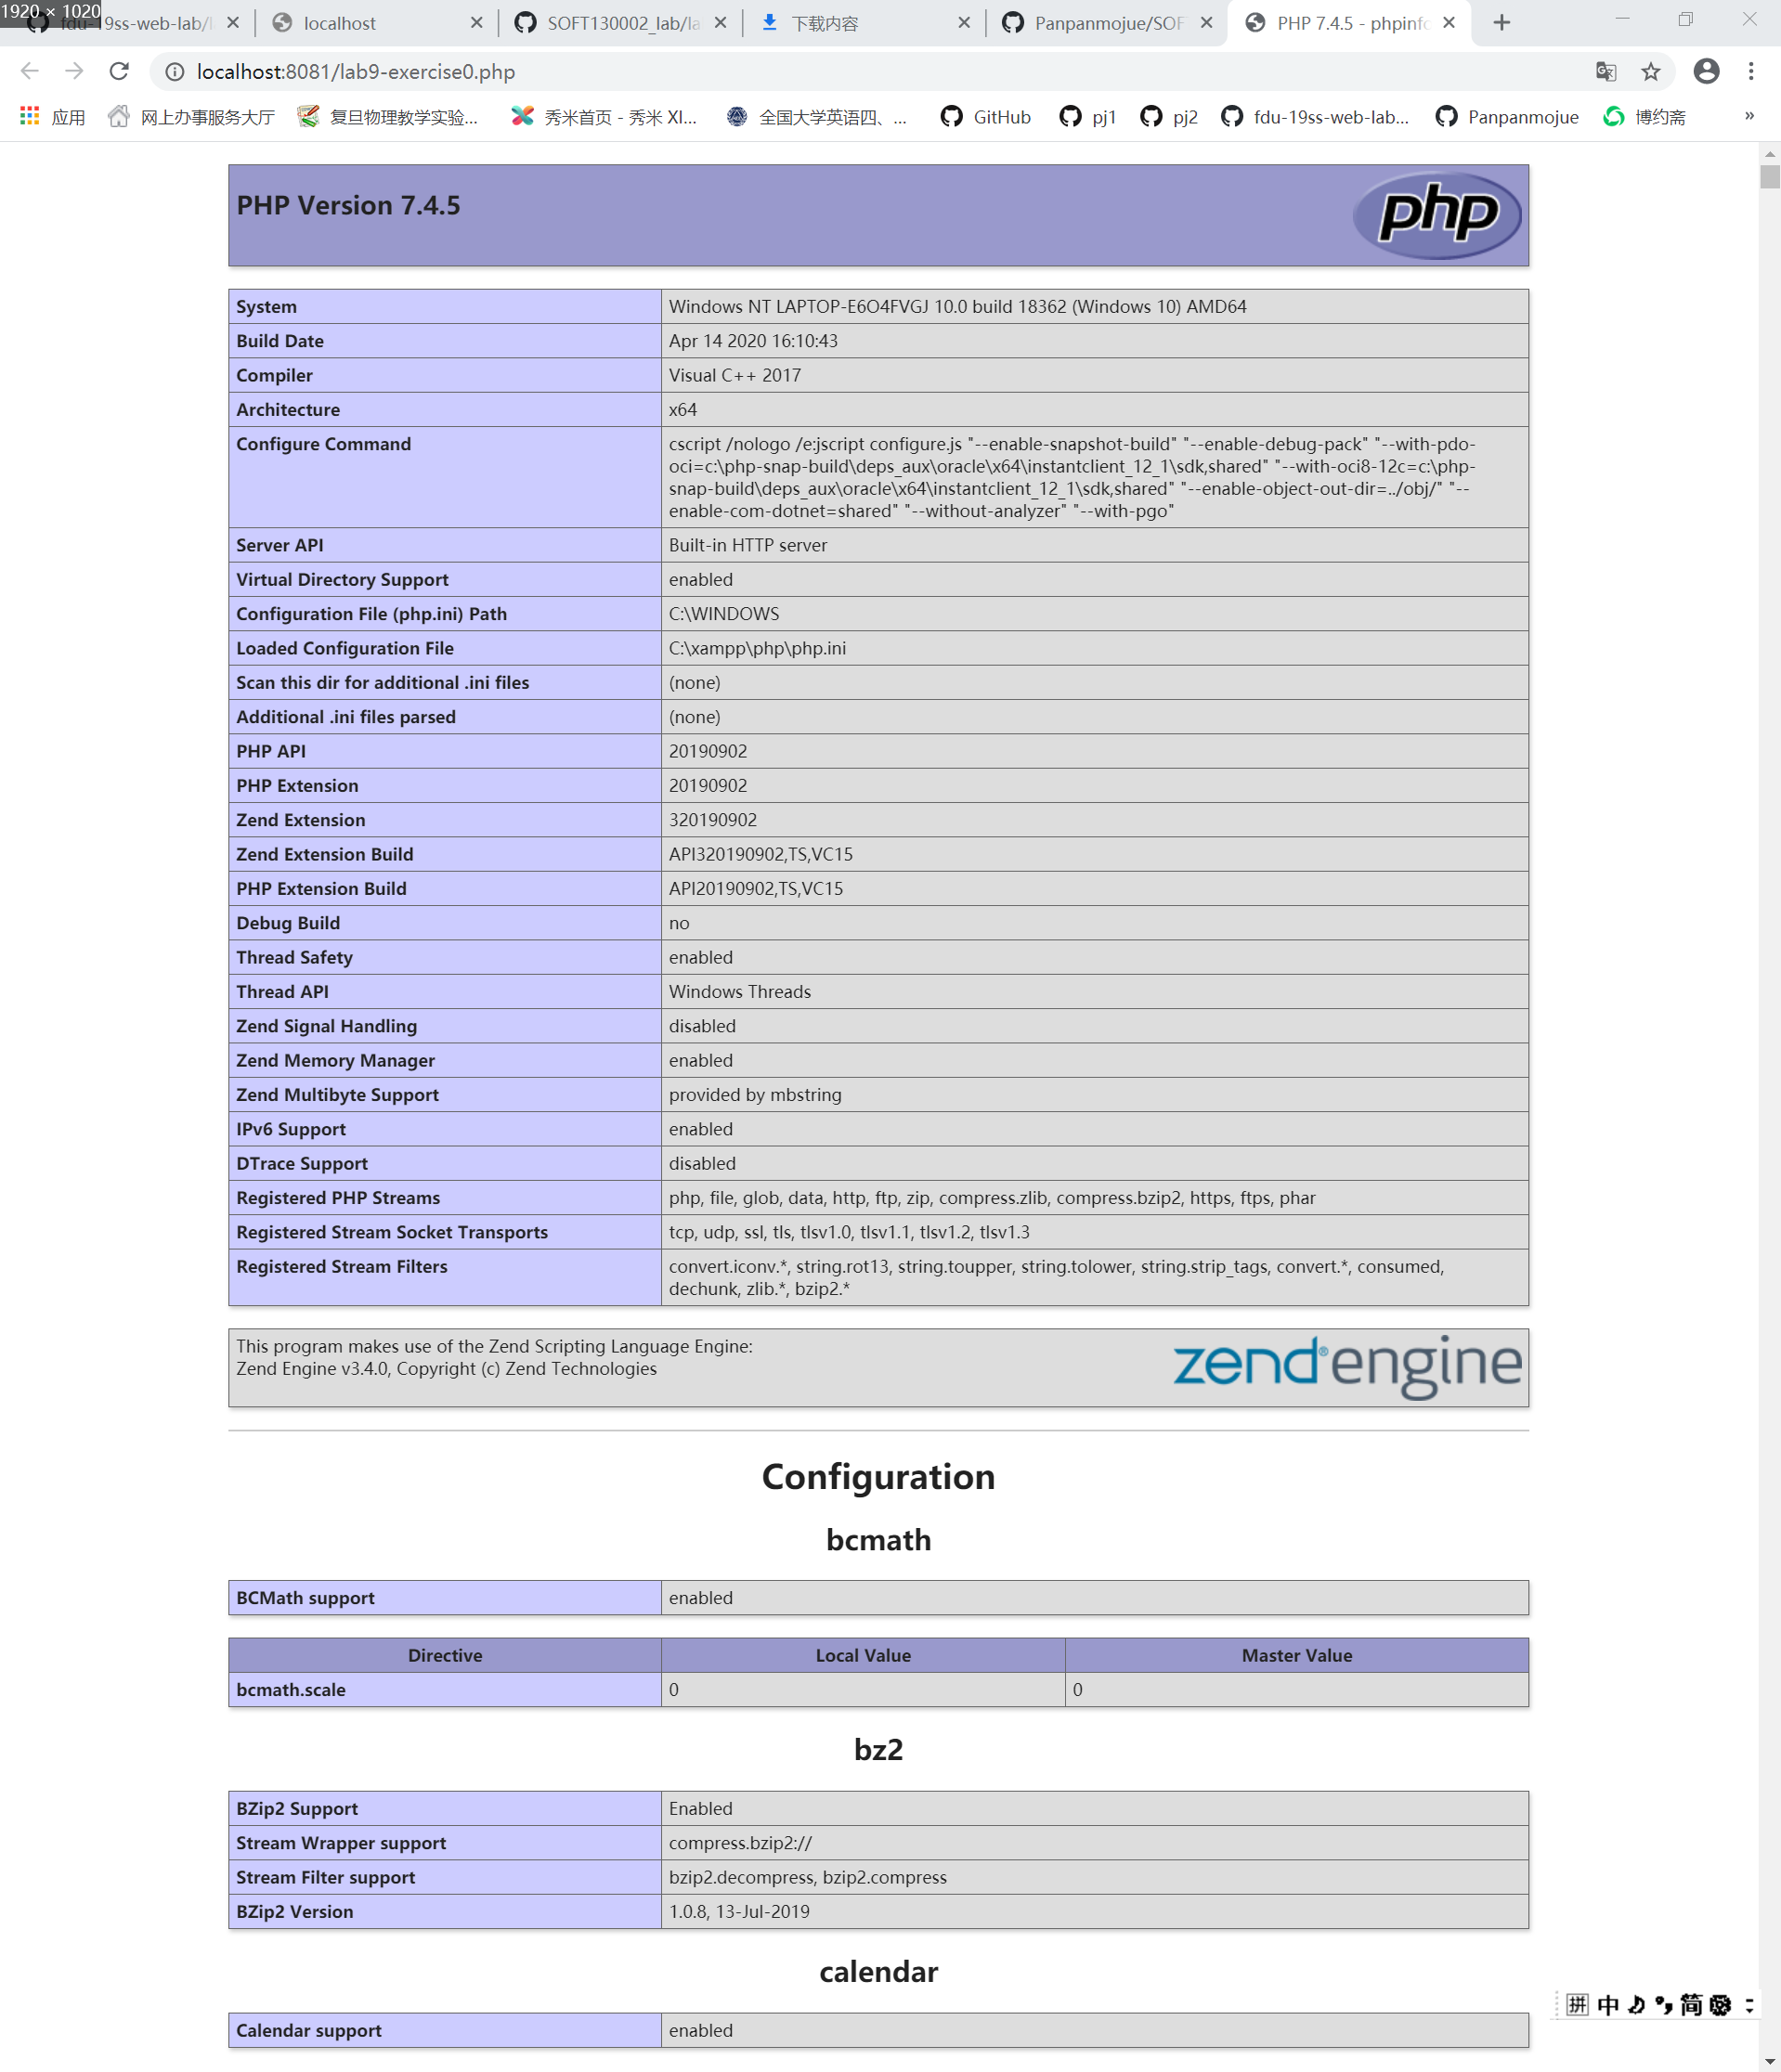 1920 × 1020
fdu-19ss-web-lab/l
localhost
SOFT130002_lab/la
下载内容
Panpanmojue/SOF
PHP 7.4.5 - phpinfo
localhost:8081/lab9-exercise0.php
应用
网上办事服务大厅
复旦物理教学实验...
秀米首页 - 秀米 XI...
全国大学英语四、...
GitHub
pj1
pj2
fdu-19ss-web-lab...
Panpanmojue
博约斋
»
PHP Version 7.4.5
php
System Windows NT LAPTOP-E6O4FVGJ 10.0 build 18362 (Windows 10) AMD64
Build Date Apr 14 2020 16:10:43
Compiler Visual C++ 2017
Architecture x64
Configure Command cscript /nologo /e:jscript configure.js "--enable-snapshot-build" "--enable-debug-pack" "--with-pdo-
oci=c:\php-snap-build\deps_aux\oracle\x64\instantclient_12_1\sdk,shared" "--with-oci8-12c=c:\php-
snap-build\deps_aux\oracle\x64\instantclient_12_1\sdk,shared" "--enable-object-out-dir=../obj/" "--
enable-com-dotnet=shared" "--without-analyzer" "--with-pgo"
Server API Built-in HTTP server
Virtual Directory Support enabled
Configuration File (php.ini) Path C:\WINDOWS
Loaded Configuration File C:\xampp\php\php.ini
Scan this dir for additional .ini files (none)
Additional .ini files parsed (none)
PHP API 20190902
PHP Extension 20190902
Zend Extension 320190902
Zend Extension Build API320190902,TS,VC15
PHP Extension Build API20190902,TS,VC15
Debug Build no
Thread Safety enabled
Thread API Windows Threads
Zend Signal Handling disabled
Zend Memory Manager enabled
Zend Multibyte Support provided by mbstring
IPv6 Support enabled
DTrace Support disabled
Registered PHP Streams php, file, glob, data, http, ftp, zip, compress.zlib, compress.bzip2, https, ftps, phar
Registered Stream Socket Transports tcp, udp, ssl, tls, tlsv1.0, tlsv1.1, tlsv1.2, tlsv1.3
Registered Stream Filters convert.iconv.*, string.rot13, string.toupper, string.tolower, string.strip_tags, convert.*, consumed,
dechunk, zlib.*, bzip2.*
This program makes use of the Zend Scripting Language Engine:
Zend Engine v3.4.0, Copyright (c) Zend Technologies
zend® engine
Configuration
bcmath
BCMath support enabled
Directive Local Value Master Value
bcmath.scale 0 0
bz2
BZip2 Support Enabled
Stream Wrapper support compress.bzip2://
Stream Filter support bzip2.decompress, bzip2.compress
BZip2 Version 1.0.8, 13-Jul-2019
calendar
Calendar support enabled
拼 中 简